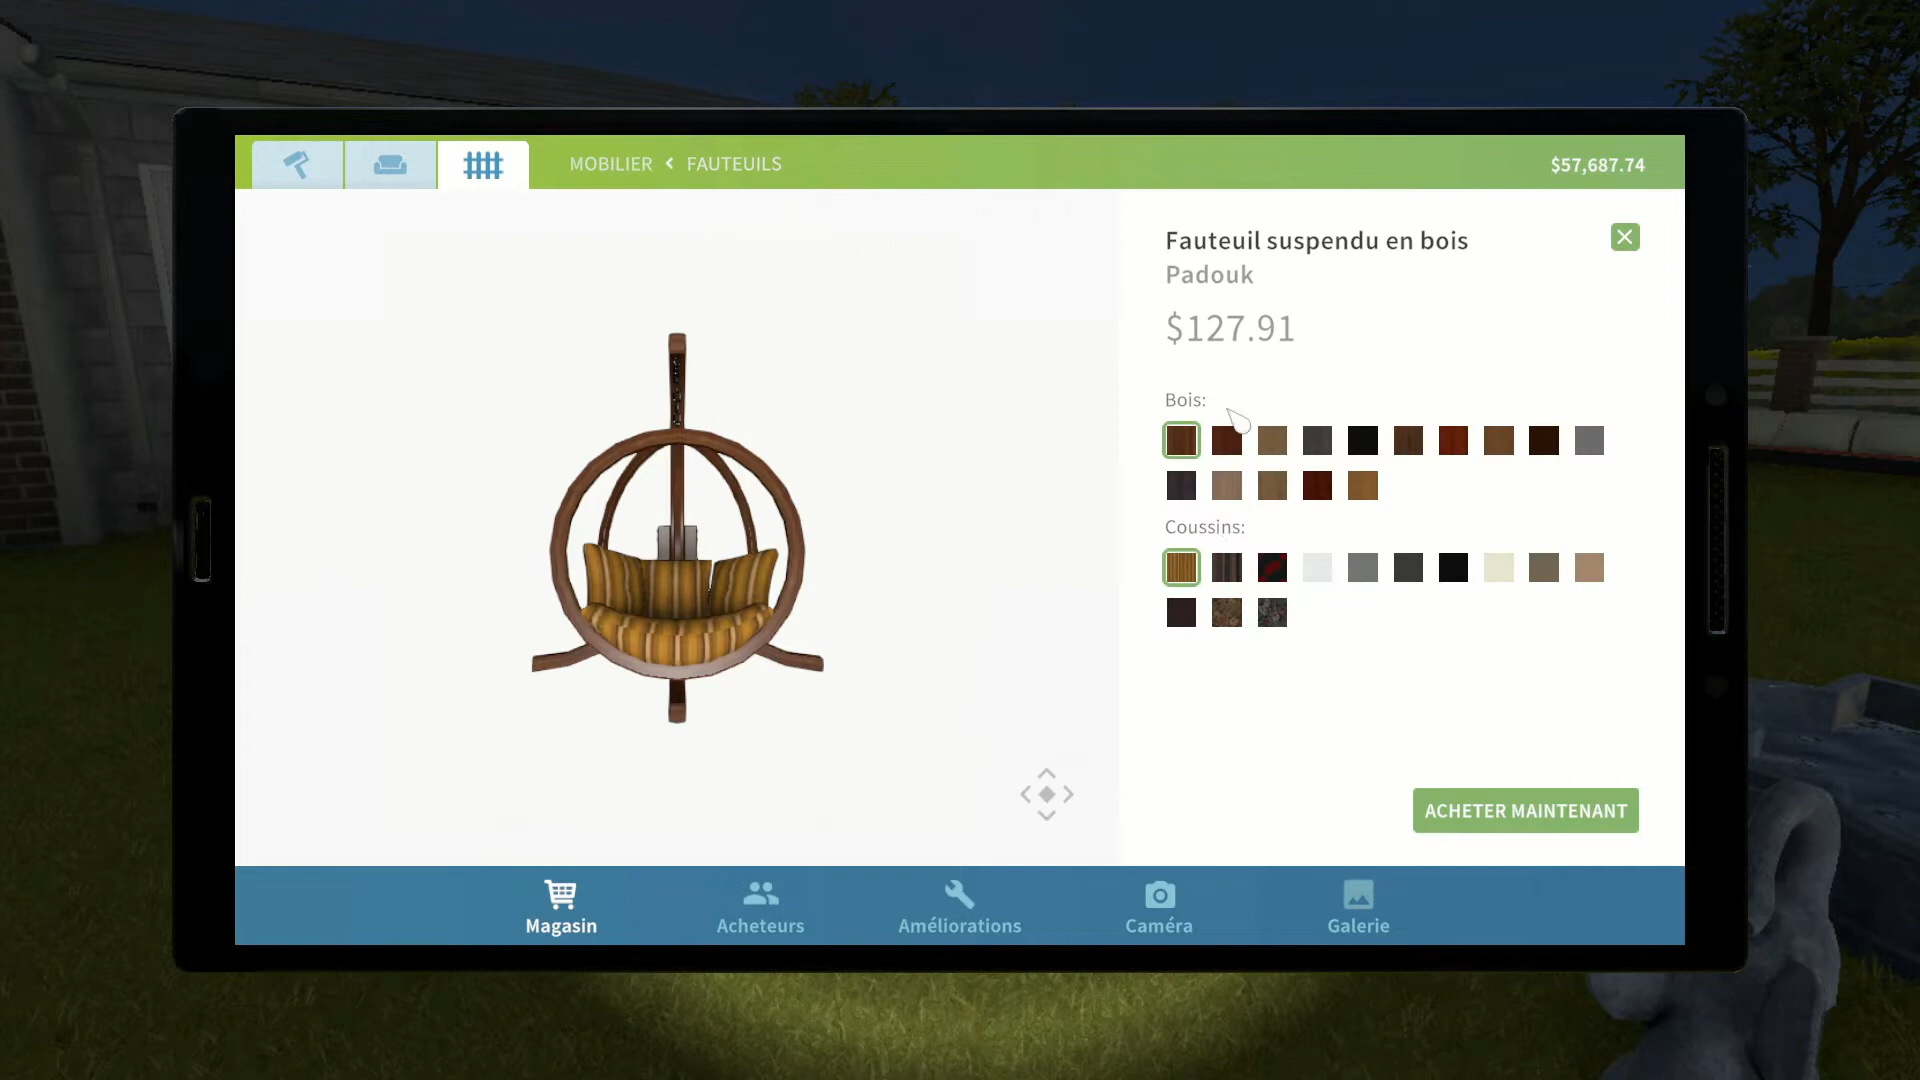 MOBILIER < FAUTEUILS
$57,687.74
Fauteuil suspendu en bois
Padouk
$127.91
Bois:
Coussins:
ACHETER MAINTENANT
Magasin
Acheteurs
Améliorations
Caméra
Galerie